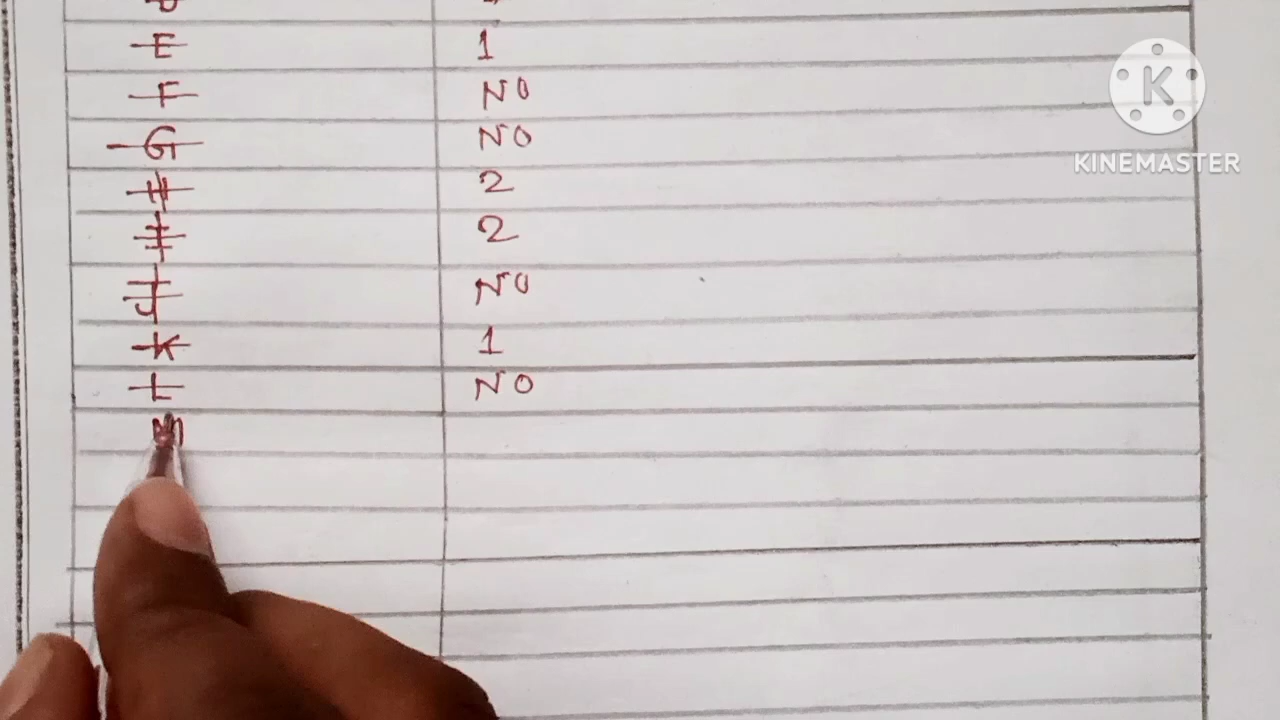 D
E 1
F NO
G NO
H 2
I 2
J NO
K 1
L NO
M
K
KINEMASTER